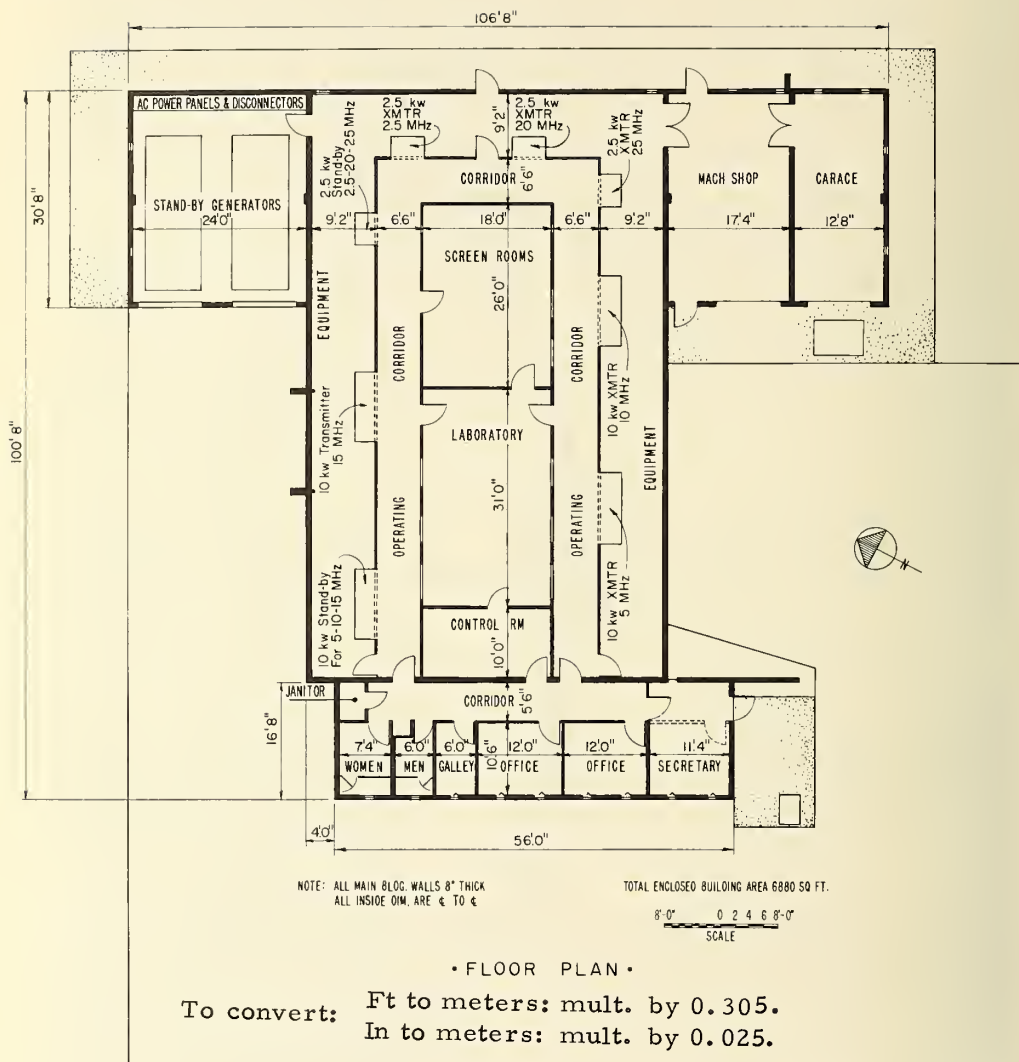 106'8"
AC POWER PANELS & DISCONNECTORS
2.5 kw
XMTR
2.5 MHz
9'2"
2.5 kw
XMTR
20 MHz
2.5 kw
XMTR
25 MHz
2.5 kw
Stand-by
2.5-20-25 MHz
CORRIDOR
6'6"
30'8"
STAND-BY GENERATORS
24'0"
9'2"
6'6"
18'0"
6'6"
9'2"
MACH SHOP
17'4"
CARACE
12'8"
SCREEN ROOMS
26'0"
EQUIPMENT
CORRIDOR
CORRIDOR
10 kw XMTR
10 MHz
100'8"
10 kw Transmitter
15 MHz
LABORATORY
31'0"
EQUIPMENT
OPERATING
OPERATING
N
10 kw Stand-by
For 5-10-15 MHz
CONTROL RM
10'0"
10 kw XMTR
5 MHz
JANITOR
CORRIDOR
5'6"
16'8"
7'4"
6'0"
6'0"
12'0"
10'6"
12'0"
11'4"
WOMEN
MEN
GALLEY
OFFICE
OFFICE
SECRETARY
4'0"
56'0"
NOTE: ALL MAIN BLOG. WALLS 8" THICK
ALL INSIOE OIM, ARE ℄ TO ℄
TOTAL ENCLOSED BUILDING AREA 6880 SQ FT.
8'-0" 0 2 4 6 8'-0"
SCALE
• FLOOR PLAN •
To convert: Ft to meters: mult. by 0.305.
In to meters: mult. by 0.025.